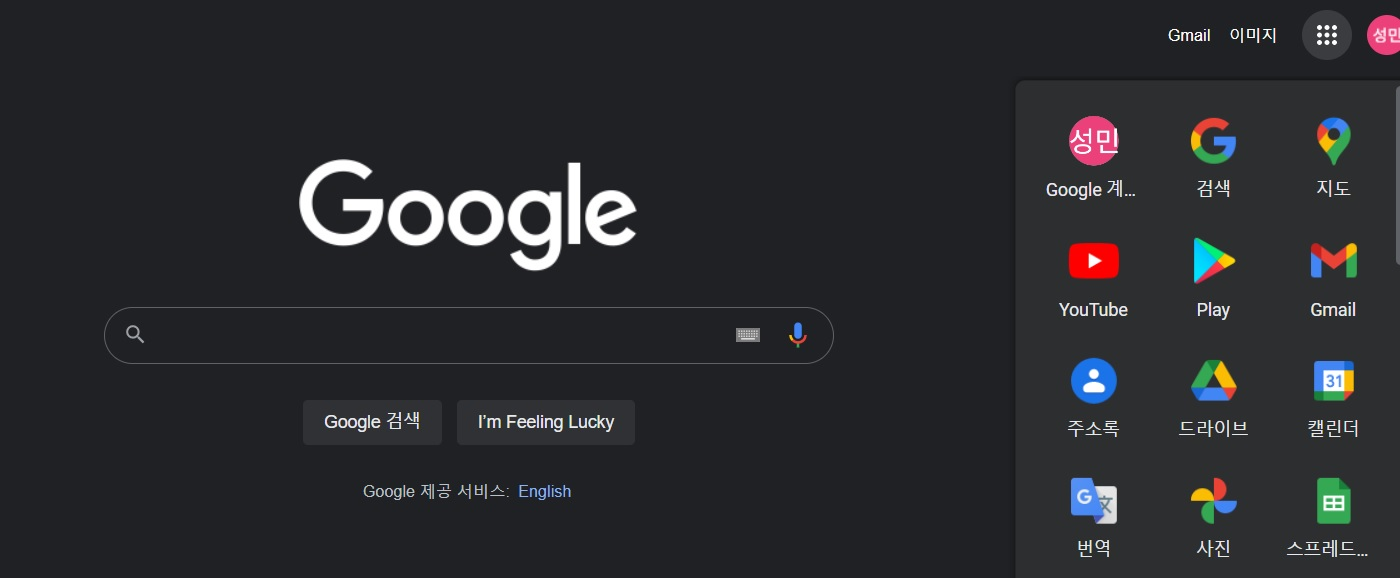 Gmail 이미지
성민
Google
성민
Google 계...
검색
지도
YouTube
Play
Gmail
주소록
드라이브
31
캘린더
G 文
번역
사진
스프레드...
Google 검색
I'm Feeling Lucky
Google 제공 서비스: English